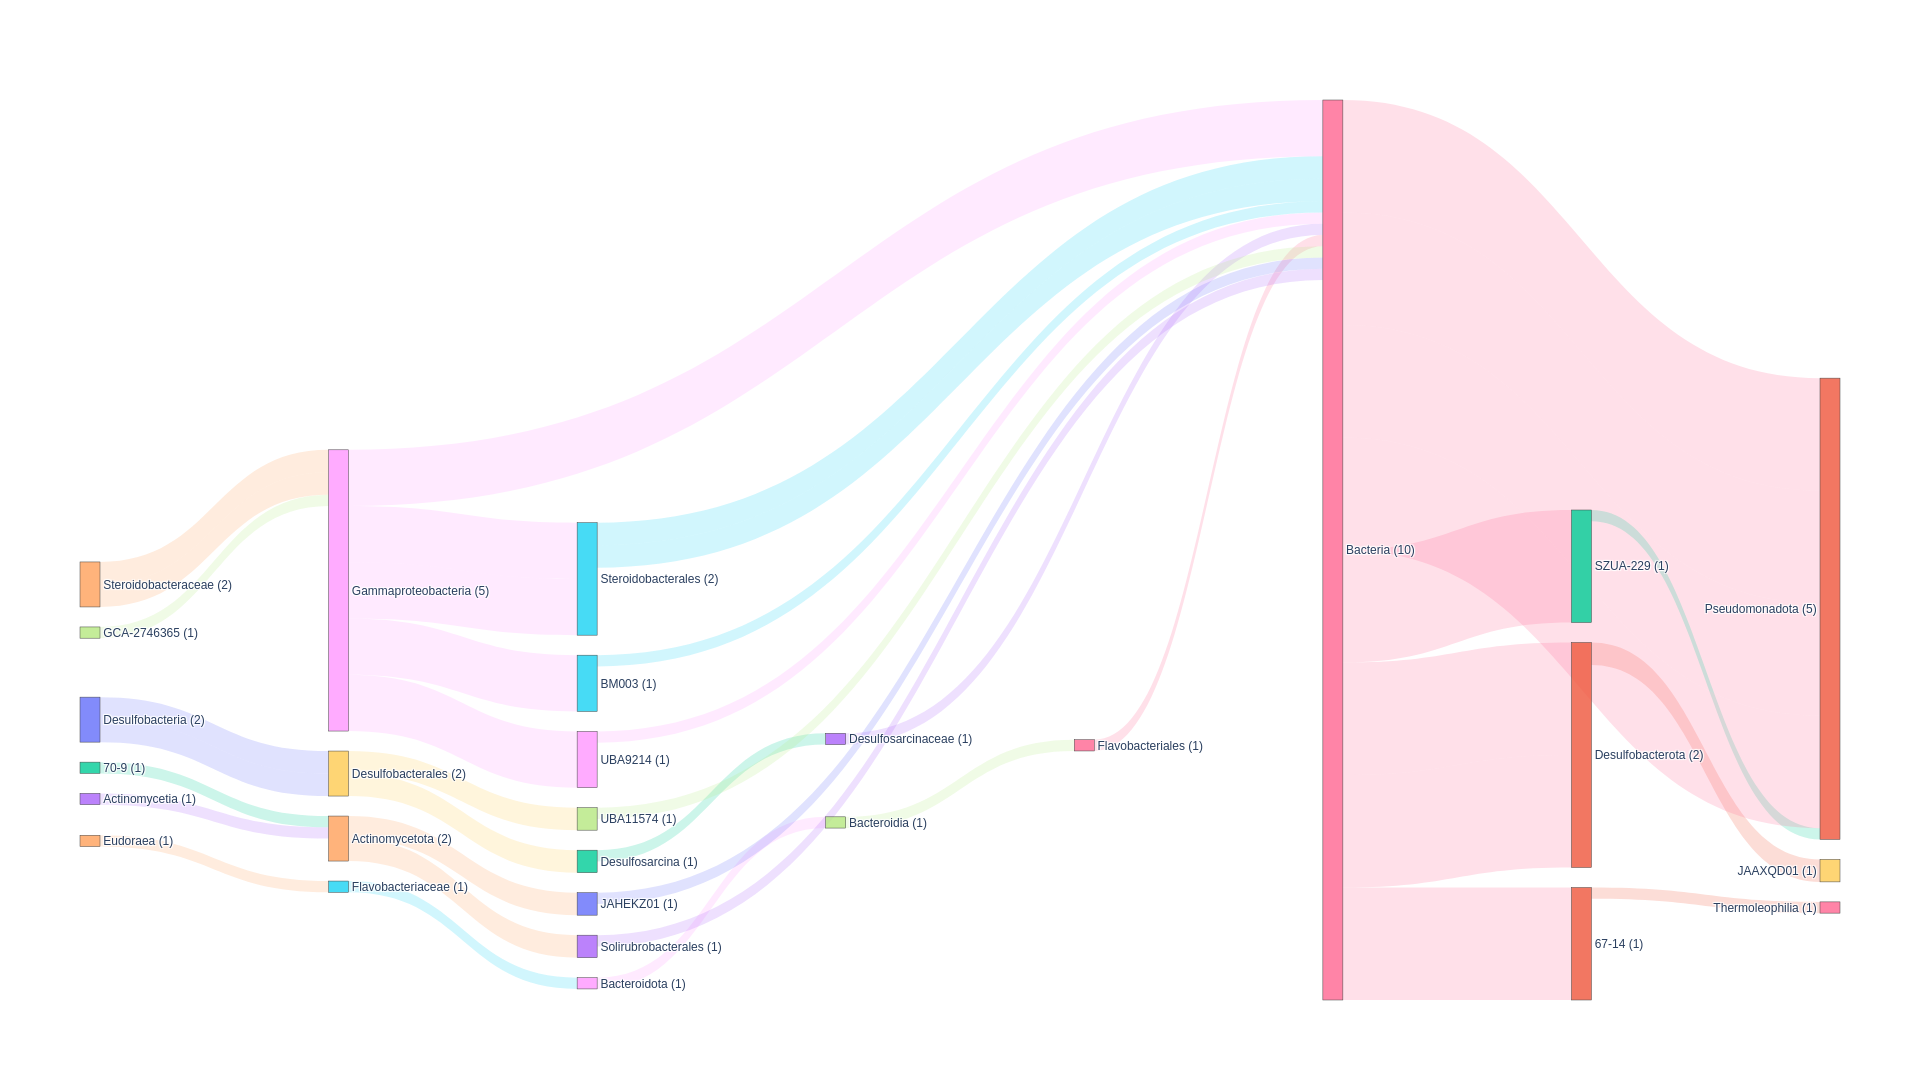 Steroidobacteraceae (2)
GCA-2746365 (1)
Desulfobacteria (2)
70-9 (1)
Actinomycetia (1)
Eudoraea (1)
Gammaproteobacteria (5)
Desulfobacterales (2)
Actinomycetota (2)
Flavobacteriaceae (1)
Steroidobacterales (2)
BM003 (1)
UBA9214 (1)
UBA11574 (1)
Desulfosarcina (1)
JAHEKZ01 (1)
Solirubrobacterales (1)
Bacteroidota (1)
Desulfosarcinaceae (1)
Bacteroidia (1)
Flavobacteriales (1)
Bacteria (10)
SZUA-229 (1)
Desulfobacterota (2)
67-14 (1)
Pseudomonadota (5)
JAAXQD01 (1)
Thermoleophilia (1)